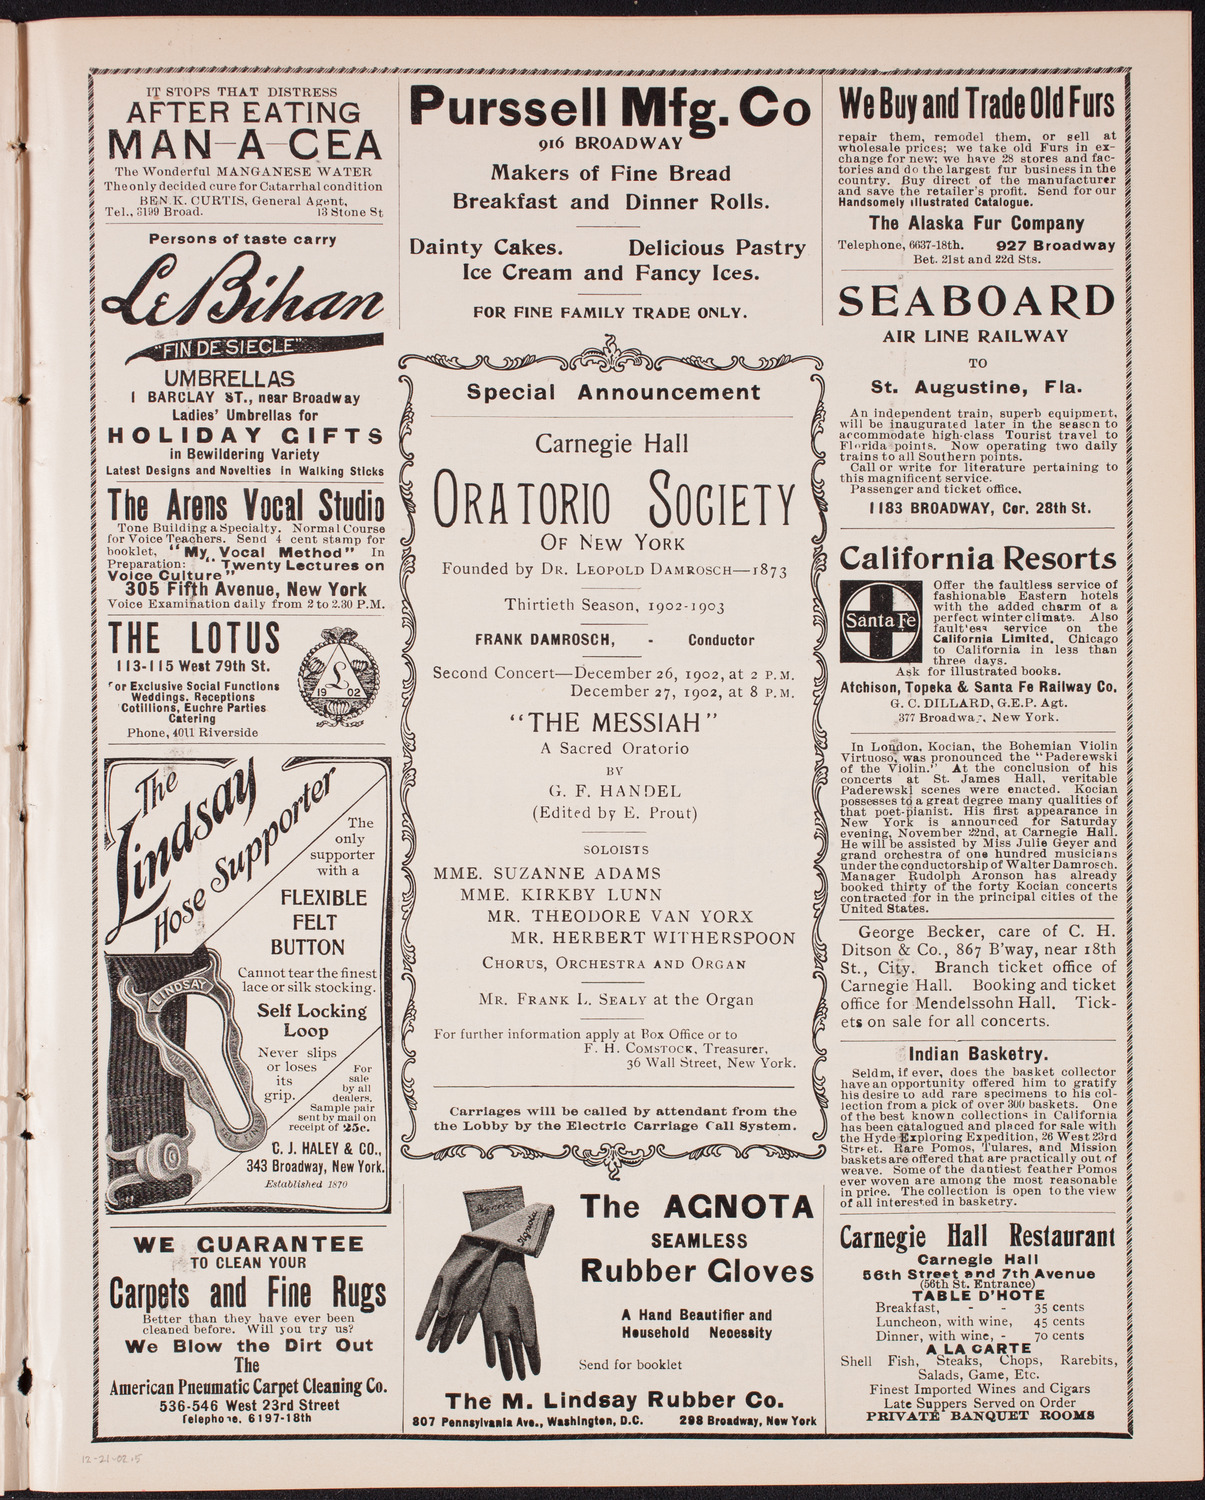 IT STOPS THAT DISTRESS
AFTER EATING
MAN-A-CEA
The Wonderful MANGANESE WATER
The only decided cure for Catarrhal condition
BEN. K. CURTIS, General Agent,
Tel., 3199 Broad. 13 Stone St
Persons of taste carry
Le Bihan
"FIN DE SIECLE"
UMBRELLAS
1 BARCLAY ST., near Broadway
Ladies' Umbrellas for
HOLIDAY GIFTS
in Bewildering Variety
Latest Designs and Novelties in Walking Sticks
The Arens Vocal Studio
Tone Building a Specialty. Normal Course
for Voice Teachers. Send 4 cent stamp for
booklet, "My Vocal Method" In
Preparation: "Twenty Lectures on
Voice Culture"
305 Fifth Avenue, New York
Voice Examination daily from 2 to 2.30 P.M.
THE LOTUS
113-115 West 79th St.
For Exclusive Social Functions
Weddings. Receptions
Cotillions, Euchre Parties
Catering
Phone, 4011 Riverside
L
19 02
The
Lindsay
Hose Supporter
The
only
supporter
with a
FLEXIBLE
FELT
BUTTON
Cannot tear the finest
lace or silk stocking.
Self Locking
Loop
Never slips
or loses
its
grip.
For
sale
by all
dealers.
Sample pair
sent by mail on
receipt of 25c.
C. J. HALEY & CO.,
343 Broadway, New York.
Established 1870
LINDSAY
WE GUARANTEE
TO CLEAN YOUR
Carpets and Fine Rugs
Better than they have ever been
cleaned before. Will you try us?
We Blow the Dirt Out
The
American Pneumatic Carpet Cleaning Co.
536-546 West 23rd Street
Telephone, 6197-18th
Purssell Mfg. Co
916 BROADWAY
Makers of Fine Bread
Breakfast and Dinner Rolls.
Dainty Cakes. Delicious Pastry
Ice Cream and Fancy Ices.
FOR FINE FAMILY TRADE ONLY.
Special Announcement
Carnegie Hall
ORATORIO SOCIETY
OF NEW YORK
Founded by DR. LEOPOLD DAMROSCH—1873
Thirtieth Season, 1902-1903
FRANK DAMROSCH, - Conductor
Second Concert—December 26, 1902, at 2 P.M.
December 27, 1902, at 8 P.M.
"THE MESSIAH"
A Sacred Oratorio
BY
G. F. HANDEL
(Edited by E. Prout)
SOLOISTS
MME. SUZANNE ADAMS
MME. KIRKBY LUNN
MR. THEODORE VAN YORX
MR. HERBERT WITHERSPOON
CHORUS, ORCHESTRA AND ORGAN
MR. FRANK L. SEALY at the Organ
For further information apply at Box Office or to
F. H. COMSTOCK, Treasurer,
36 Wall Street, New York.
Carriages will be called by attendant from the
the Lobby by the Electric Carriage Call System.
Agnota
Agnota
The AGNOTA
SEAMLESS
Rubber Gloves
A Hand Beautifier and
Household Necessity
Send for booklet
The M. Lindsay Rubber Co.
807 Pennsylvania Ave., Washington, D.C. 298 Broadway, New York
We Buy and Trade Old Furs
repair them, remodel them, or sell at
wholesale prices; we take old Furs in ex-
change for new; we have 28 stores and fac-
tories and do the largest fur business in the
country. Buy direct of the manufacturer
and save the retailer's profit. Send for our
Handsomely illustrated Catalogue.
The Alaska Fur Company
Telephone, 6637-18th. 927 Broadway
Bet. 21st and 22d Sts.
SEABOARD
AIR LINE RAILWAY
TO
St. Augustine, Fla.
An independent train, superb equipment,
will be inaugurated later in the season to
accommodate high-class Tourist travel to
Florida points. Now operating two daily
trains to all Southern points.
Call or write for literature pertaining to
this magnificent service.
Passenger and ticket office,
1183 BROADWAY, Cor. 28th St.
California Resorts
Santa Fe
Offer the faultless service of
fashionable Eastern hotels
with the added charm of a
perfect winter climate. Also
faultless service on the
California Limited. Chicago
to California in less than
three days.
Ask for illustrated books.
Atchison, Topeka & Santa Fe Railway Co.
G. C. DILLARD, G.E.P. Agt.
377 Broadway, New York.
In London, Kocian, the Bohemian Violin
Virtuoso, was pronounced the "Paderewski
of the Violin." At the conclusion of his
concerts at St. James Hall, veritable
Paderewski scenes were enacted. Kocian
possesses to a great degree many qualities of
that poet-pianist. His first appearance in
New York is announced for Saturday
evening, November 22nd, at Carnegie Hall.
He will be assisted by Miss Julie Geyer and
grand orchestra of one hundred musicians
under the conductorship of Walter Damrosch.
Manager Rudolph Aronson has already
booked thirty of the forty Kocian concerts
contracted for in the principal cities of the
United States.
George Becker, care of C. H.
Ditson & Co., 867 B'way, near 18th
St., City. Branch ticket office of
Carnegie Hall. Booking and ticket
office for Mendelssohn Hall. Tick-
ets on sale for all concerts.
Indian Basketry.
Seldm, if ever, does the basket collector
have an opportunity offered him to gratify
his desire to add rare specimens to his col-
lection from a pick of over 300 baskets. One
of the best known collections in California
has been catalogued and placed for sale with
the Hyde Exploring Expedition, 26 West 23rd
Street. Rare Pomos, Tulares, and Mission
baskets are offered that are practically out of
weave. Some of the dantiest feather Pomos
ever woven are among the most reasonable
in price. The collection is open to the view
of all interested in basketry.
Carnegie Hall Restaurant
Carnegie Hall
56th Street and 7th Avenue
(56th St. Entrance)
TABLE D'HOTE
Breakfast, - - 35 cents
Luncheon, with wine, 45 cents
Dinner, with wine, - 70 cents
A LA CARTE
Shell Fish, Steaks, Chops, Rarebits,
Salads, Game, Etc.
Finest Imported Wines and Cigars
Late Suppers Served on Order
PRIVATE BANQUET ROOMS
12-21-02.5